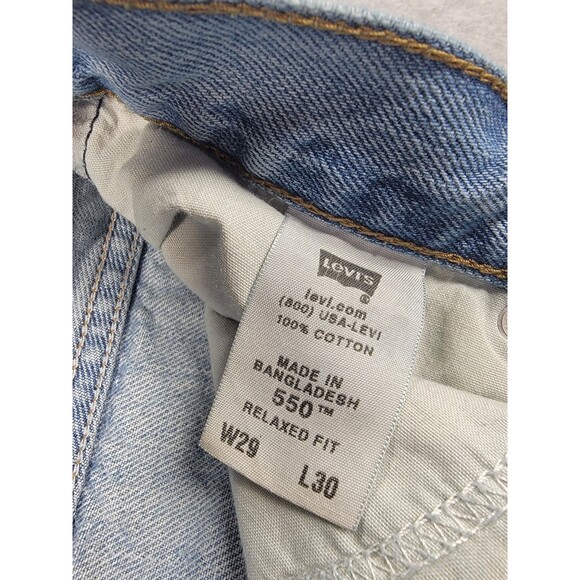 LEVI'S
®
levi.com
(800) USA-LEVI
100% COTTON
MADE IN
BANGLADESH
550™
RELAXED FIT
W29 L30